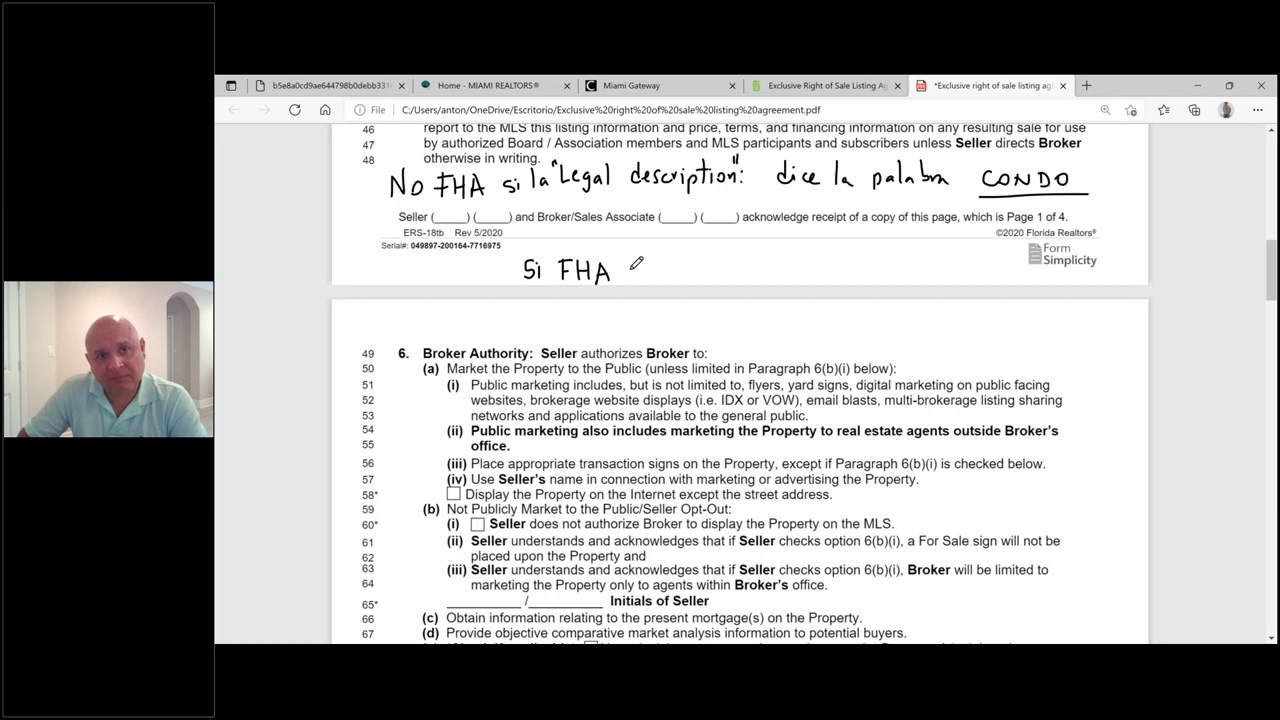 b5e8a0cd9ae644798b0debb331
Home - MIAMI REALTORS®
Miami Gateway
Exclusive Right of Sale Listing Ag
*Exclusive right of sale listing ag
File
C:/Users/anton/OneDrive/Escritorio/Exclusive%20right%20of%20sale%20listing%20agreement.pdf
46 report to the MLS this listing information and price, terms, and financing information on any resulting sale for use
47 by authorized Board / Association members and MLS participants and subscribers unless Seller directs Broker
48 otherwise in writing.
No FHA si la "Legal description": dice la palabra CONDO
Seller (_____) (_____) and Broker/Sales Associate (_____) (_____) acknowledge receipt of a copy of this page, which is Page 1 of 4.
ERS-18tb Rev 5/2020 ©2020 Florida Realtors®
Serial#: 049897-200164-7716975
Form
Simplicity
Si FHA
49 6. Broker Authority: Seller authorizes Broker to:
50 (a) Market the Property to the Public (unless limited in Paragraph 6(b)(i) below):
51 (i) Public marketing includes, but is not limited to, flyers, yard signs, digital marketing on public facing
52 websites, brokerage website displays (i.e. IDX or VOW), email blasts, multi-brokerage listing sharing
53 networks and applications available to the general public.
54 (ii) Public marketing also includes marketing the Property to real estate agents outside Broker's
55 office.
56 (iii) Place appropriate transaction signs on the Property, except if Paragraph 6(b)(i) is checked below.
57 (iv) Use Seller's name in connection with marketing or advertising the Property.
58* Display the Property on the Internet except the street address.
59 (b) Not Publicly Market to the Public/Seller Opt-Out:
60* (i) Seller does not authorize Broker to display the Property on the MLS.
61 (ii) Seller understands and acknowledges that if Seller checks option 6(b)(i), a For Sale sign will not be
62 placed upon the Property and
63 (iii) Seller understands and acknowledges that if Seller checks option 6(b)(i), Broker will be limited to
64 marketing the Property only to agents within Broker's office.
65* __________ /__________ Initials of Seller
66 (c) Obtain information relating to the present mortgage(s) on the Property.
67 (d) Provide objective comparative market analysis information to potential buyers.